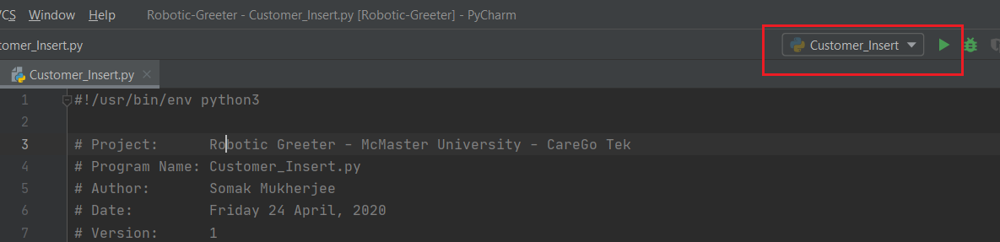 VCS Window Help Robotic-Greeter - Customer_Insert.py [Robotic-Greeter] - PyCharm
tomer_Insert.py Customer_Insert
Customer_Insert.py
1 #!/usr/bin/env python3
2
3 # Project: Robotic Greeter - McMaster University - CareGo Tek
4 # Program Name: Customer_Insert.py
5 # Author: Somak Mukherjee
6 # Date: Friday 24 April, 2020
7 # Version: 1